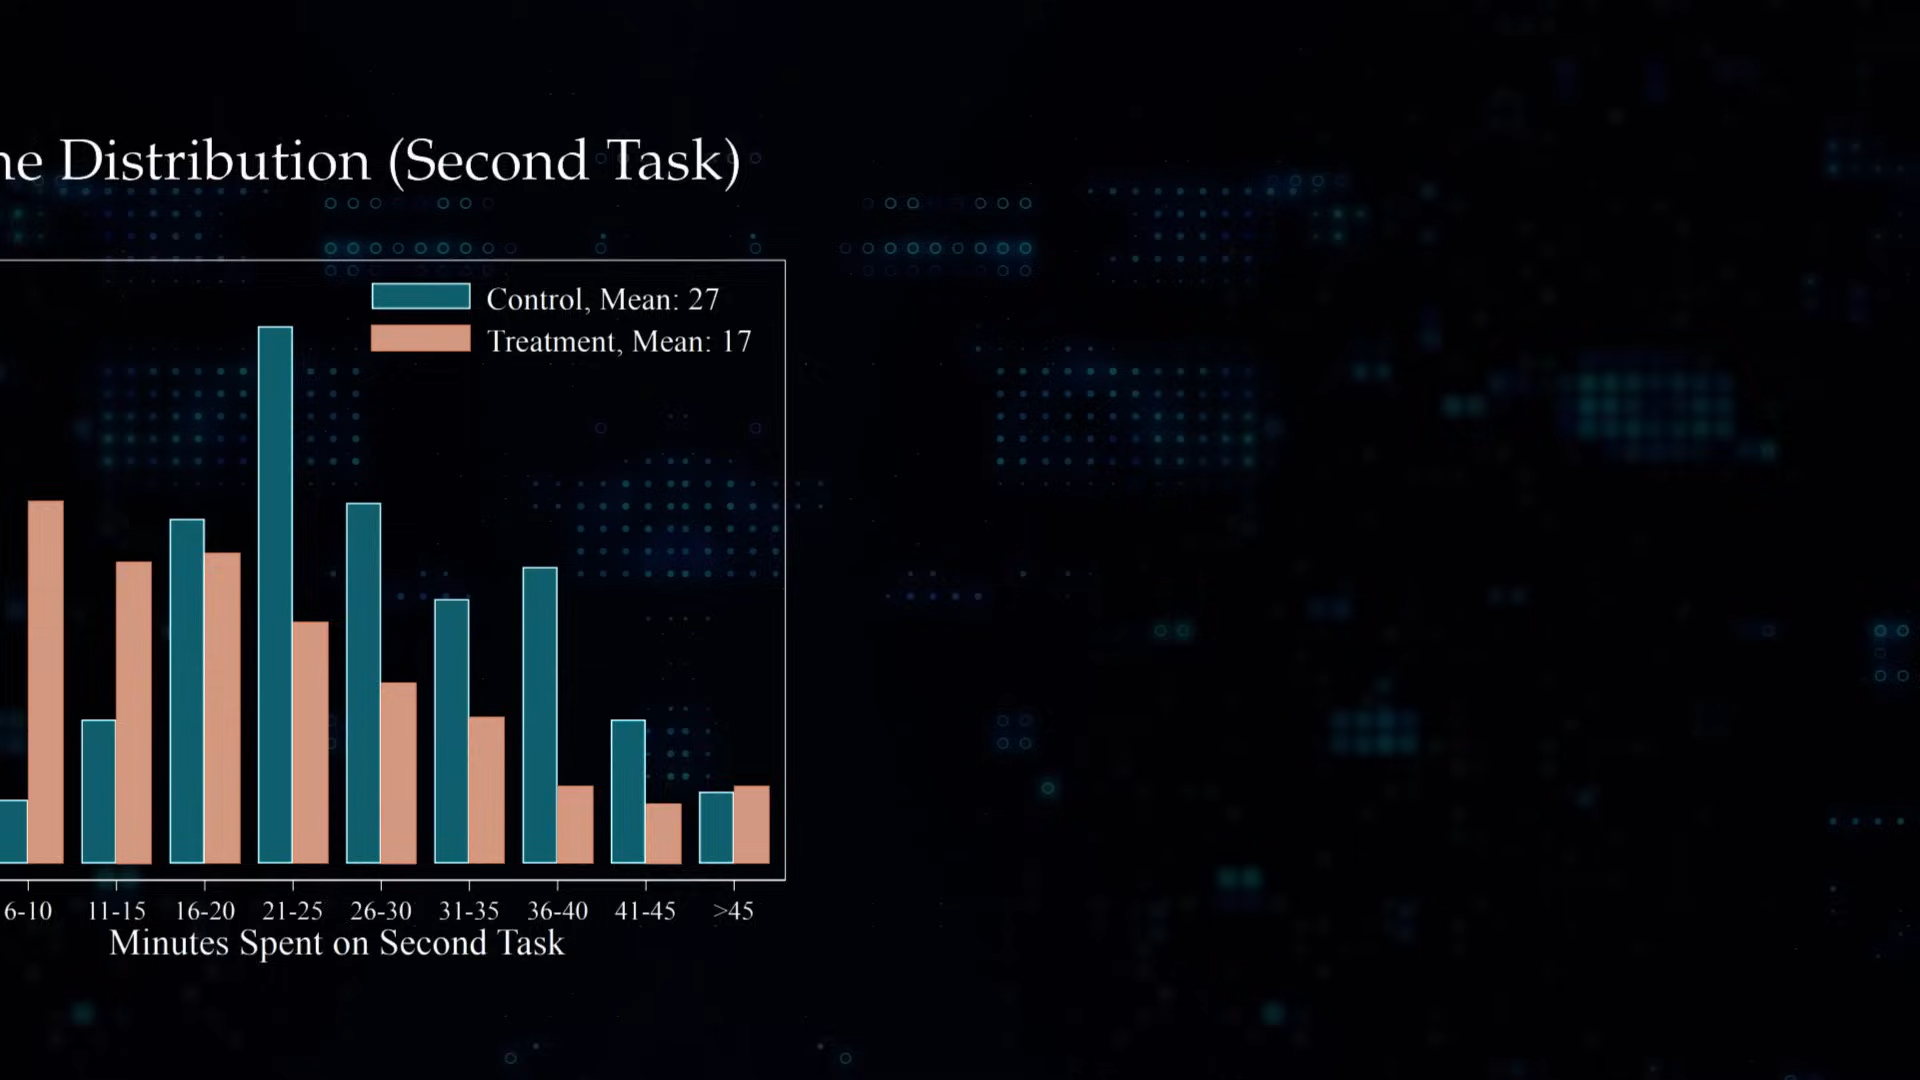 ne Distribution (Second Task)
Control, Mean: 27
Treatment, Mean: 17
6-10 11-15 16-20 21-25 26-30 31-35 36-40 41-45 >45
Minutes Spent on Second Task